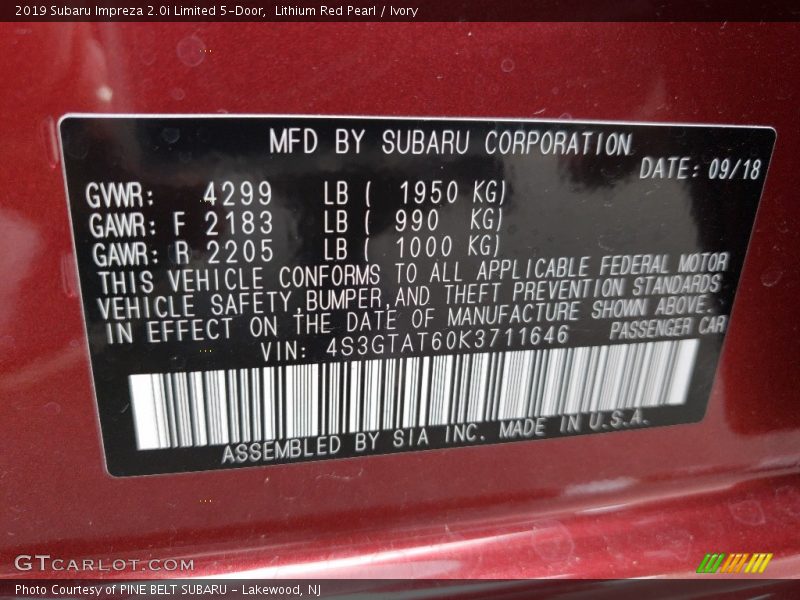 2019 Subaru Impreza 2.0i Limited 5-Door, Lithium Red Pearl / Ivory
MFD BY SUBARU CORPORATION
DATE: 09/18
GVWR: 4299 LB ( 1950 KG)
GAWR: F 2183 LB ( 990 KG)
GAWR: R 2205 LB ( 1000 KG)
THIS VEHICLE CONFORMS TO ALL APPLICABLE FEDERAL MOTOR
VEHICLE SAFETY,BUMPER,AND THEFT PREVENTION STANDARDS
IN EFFECT ON THE DATE OF MANUFACTURE SHOWN ABOVE.
VIN: 4S3GTAT60K3711646 PASSENGER CAR
ASSEMBLED BY SIA INC. MADE IN U.S.A.
GTCARLOT.COM
Photo Courtesy of PINE BELT SUBARU - Lakewood, NJ